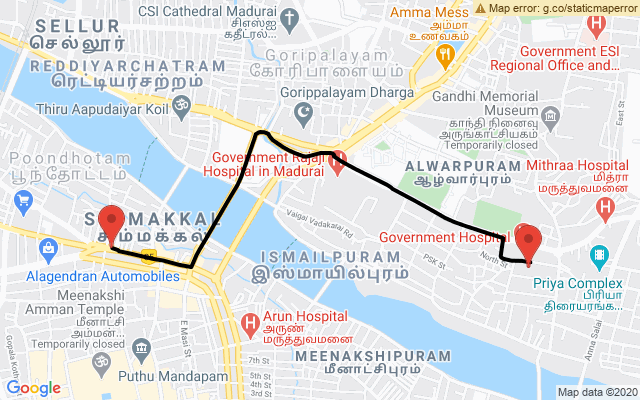 Map error: g.co/staticmaperror
Amma Mess
அம்மா
உணவகம்
CSI Cathedral Madurai
சிஎஸ்ஐ
கதீட்ரல்...
SELLUR
செல்லூர்
REDDIYARCHATRAM
ரெட்டியர்சற்றம்
Goripalayam
கோரிபாளையம்
Government ESI
Regional Office and...
Thiru Aapudaiyar Koil
Gorippalayam Dharga
Gandhi Memorial
Museum
காந்தி நினைவு
அருங்காட்சியகம்
Temporarily closed
East St
Poondhotam
பூந்தோட்டம்
Government Rajaji
Hospital in Madurai
ALWARPURAM
ஆழ்வார்புரம்
Mithraa Hospital
மித்ரா
மருத்துவமனை
SIMMAKKAL
சிம்மக்கல்
Vaigai Vadakarai Rd
Government Hospital
85
Alagendran Automobiles
ISMAILPURAM
இஸ்மாயில்புரம்
PSK St
North St
Priya Complex
பிரியா
திரையரங்க...
Meenakshi
Amman Temple
மீனாட்சி
அம்மன்...
Temporarily closed
E Masi St
Arun Hospital
அருண்
மருத்துவமனை
Anna Salai
MEENAKSHIPURAM
மீனாட்சிபுரம்
7th St
5th St
4th St
3rd St
Puthu Mandapam
Gopala Koth
Google
Map data ©2020